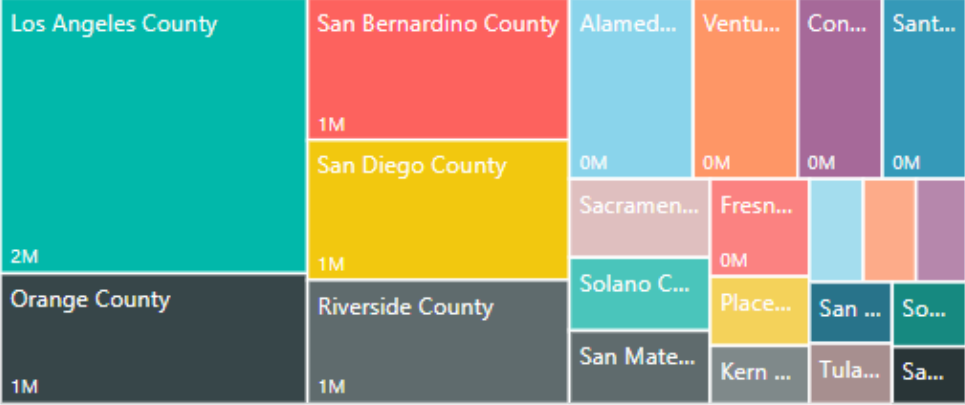 Los Angeles County
2M
Orange County
1M
San Bernardino County
1M
San Diego County
1M
Riverside County
1M
Alamed...
0M
Ventu...
0M
Con...
0M
Sant...
0M
Sacramen...
Solano C...
San Mate...
Fresn...
0M
Place...
Kern ...
San ...
Tula...
So...
Sa...